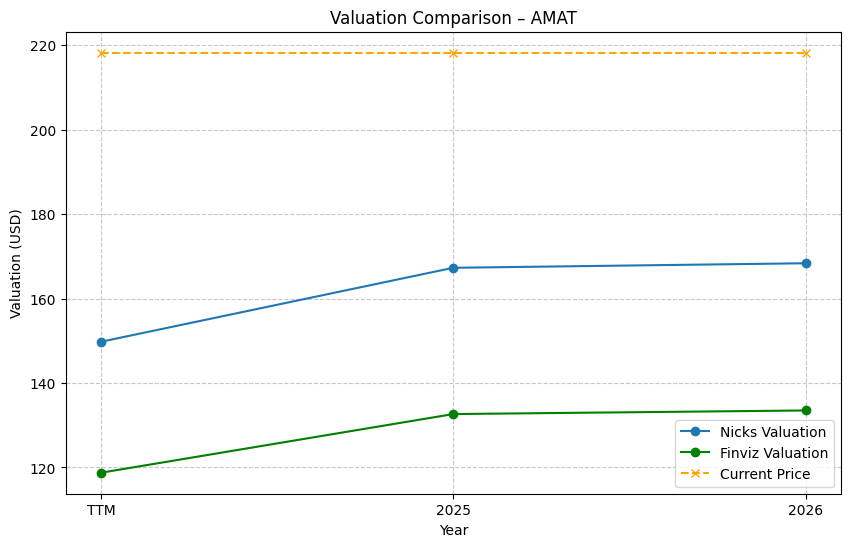 Valuation Comparison – AMAT
Valuation (USD)
220
200
180
160
140
120
TTM
2025
2026
Year
Nicks Valuation
Finviz Valuation
Current Price